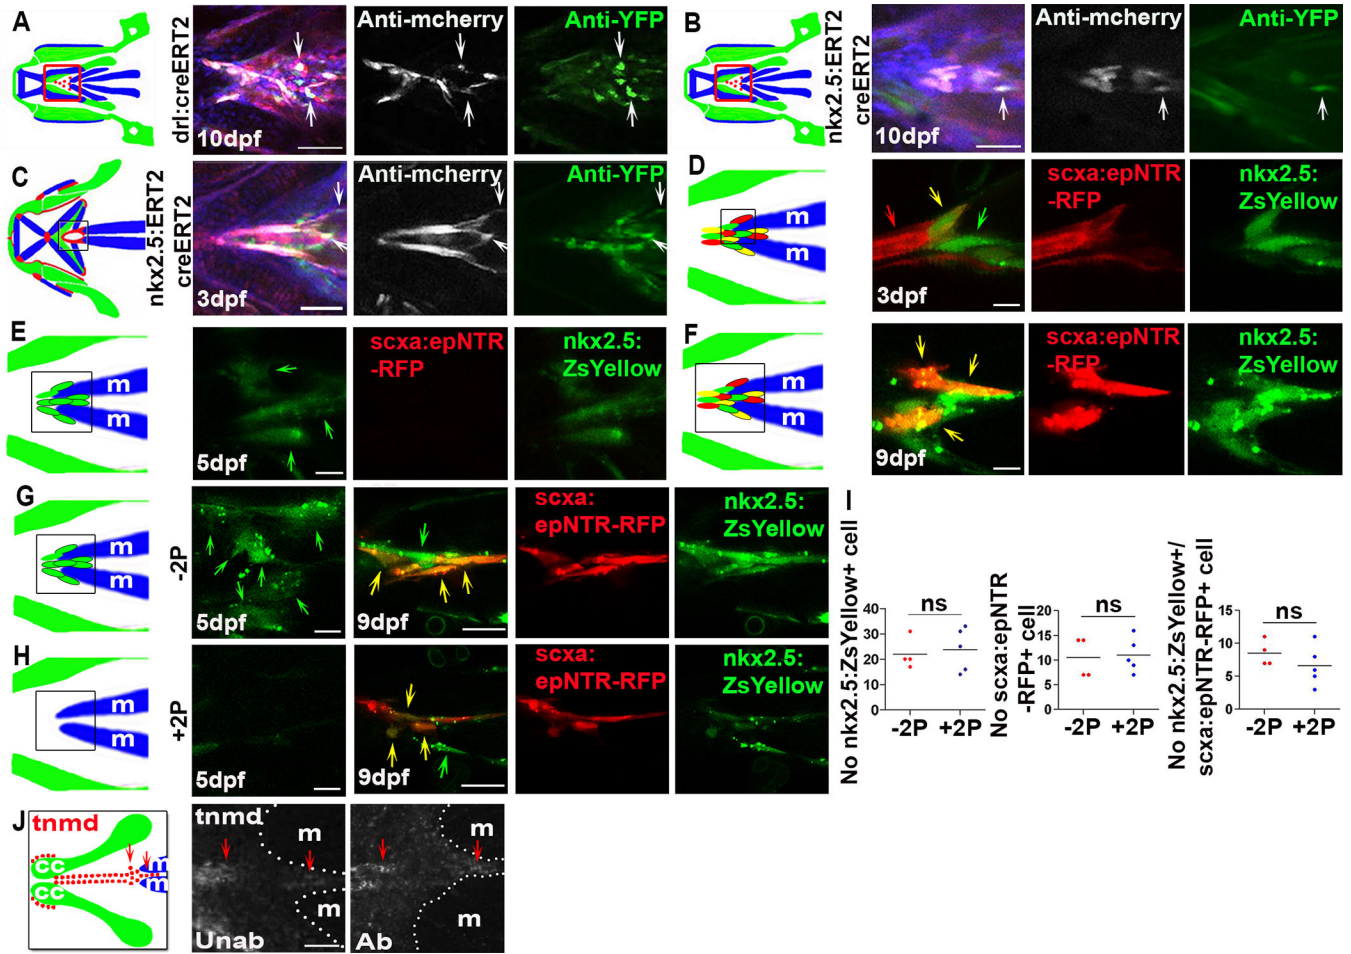 A
drl:creERT2
10dpf
Anti-mcherry
Anti-YFP
B
nkx2.5:ERT2
creERT2
10dpf
Anti-mcherry
Anti-YFP
C
nkx2.5:ERT2
creERT2
3dpf
Anti-mcherry
Anti-YFP
D
m
m
3dpf
scxa:epNTR
-RFP
nkx2.5:
ZsYellow
E
m
m
5dpf
scxa:epNTR
-RFP
nkx2.5:
ZsYellow
F
m
m
9dpf
scxa:epNTR
-RFP
nkx2.5:
ZsYellow
G
m
m
-2P
5dpf
9dpf
scxa:
epNTR-RFP
nkx2.5:
ZsYellow
H
m
m
+2P
5dpf
9dpf
scxa:
epNTR-RFP
nkx2.5:
ZsYellow
I
No nkx2.5:ZsYellow+ cell
40
30
20
10
0
ns
-2P +2P
No scxa:epNTR
-RFP+ cell
20
15
10
5
0
ns
-2P +2P
No nkx2.5:ZsYellow+/
scxa:epNTR-RFP+ cell
15
10
5
0
ns
-2P +2P
J
tnmd
cc
cc
m
m
tnmd
m
m
Unab
m
m
Ab